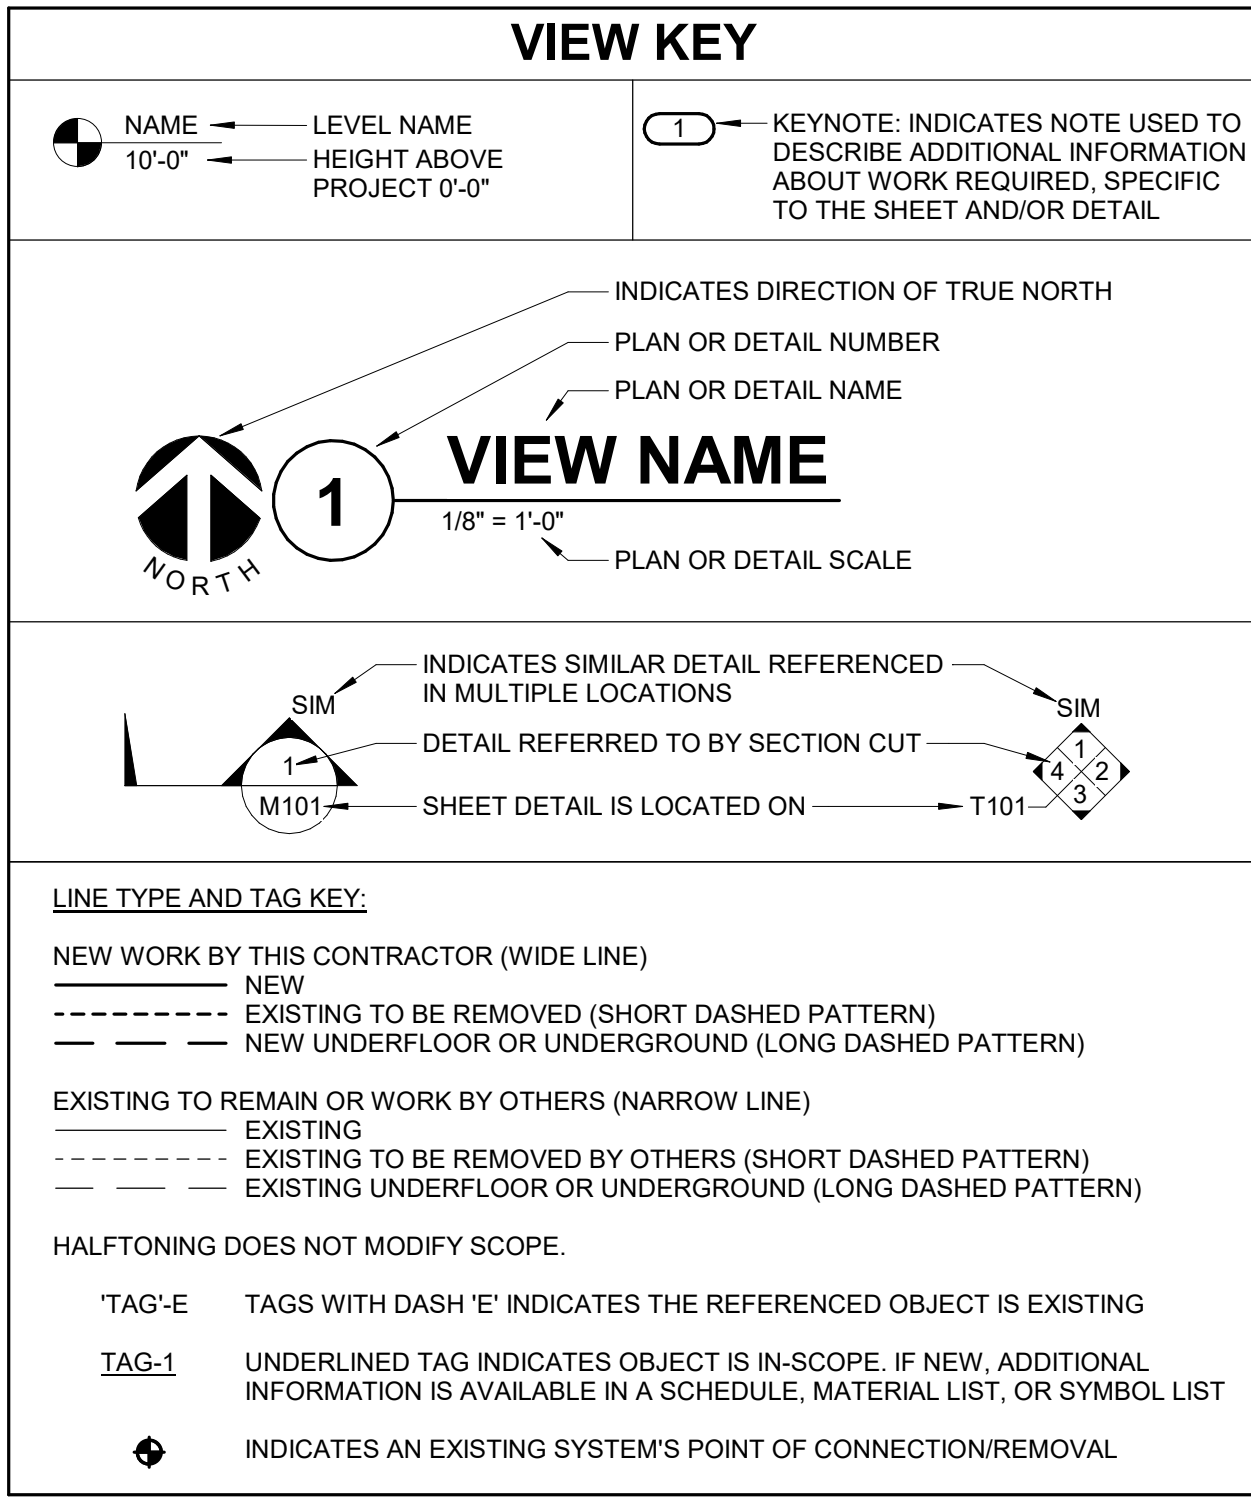 VIEW KEY
NAME
LEVEL NAME
10'-0"
HEIGHT ABOVE
PROJECT 0'-0"
1
KEYNOTE: INDICATES NOTE USED TO
DESCRIBE ADDITIONAL INFORMATION
ABOUT WORK REQUIRED, SPECIFIC
TO THE SHEET AND/OR DETAIL
INDICATES DIRECTION OF TRUE NORTH
PLAN OR DETAIL NUMBER
PLAN OR DETAIL NAME
NORTH
1
VIEW NAME
1/8" = 1'-0"
PLAN OR DETAIL SCALE
INDICATES SIMILAR DETAIL REFERENCED
IN MULTIPLE LOCATIONS
SIM
SIM
1
DETAIL REFERRED TO BY SECTION CUT
1
4
2
3
M101
SHEET DETAIL IS LOCATED ON
T101
LINE TYPE AND TAG KEY:
NEW WORK BY THIS CONTRACTOR (WIDE LINE)
NEW
EXISTING TO BE REMOVED (SHORT DASHED PATTERN)
NEW UNDERFLOOR OR UNDERGROUND (LONG DASHED PATTERN)
EXISTING TO REMAIN OR WORK BY OTHERS (NARROW LINE)
EXISTING
EXISTING TO BE REMOVED BY OTHERS (SHORT DASHED PATTERN)
EXISTING UNDERFLOOR OR UNDERGROUND (LONG DASHED PATTERN)
HALFTONING DOES NOT MODIFY SCOPE.
'TAG'-E TAGS WITH DASH 'E' INDICATES THE REFERENCED OBJECT IS EXISTING
TAG-1 UNDERLINED TAG INDICATES OBJECT IS IN-SCOPE. IF NEW, ADDITIONAL
INFORMATION IS AVAILABLE IN A SCHEDULE, MATERIAL LIST, OR SYMBOL LIST
INDICATES AN EXISTING SYSTEM'S POINT OF CONNECTION/REMOVAL